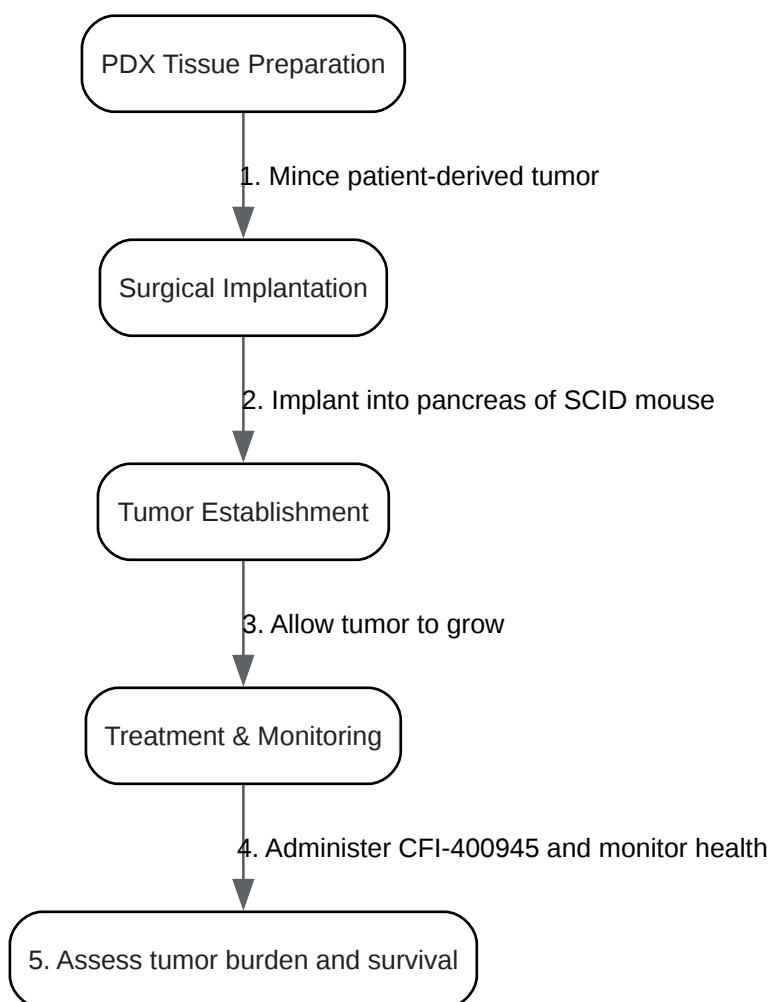 PDX Tissue Preparation
1. Mince patient-derived tumor
Surgical Implantation
2. Implant into pancreas of SCID mouse
Tumor Establishment
3. Allow tumor to grow
Treatment & Monitoring
4. Administer CFI-400945 and monitor health
5. Assess tumor burden and survival